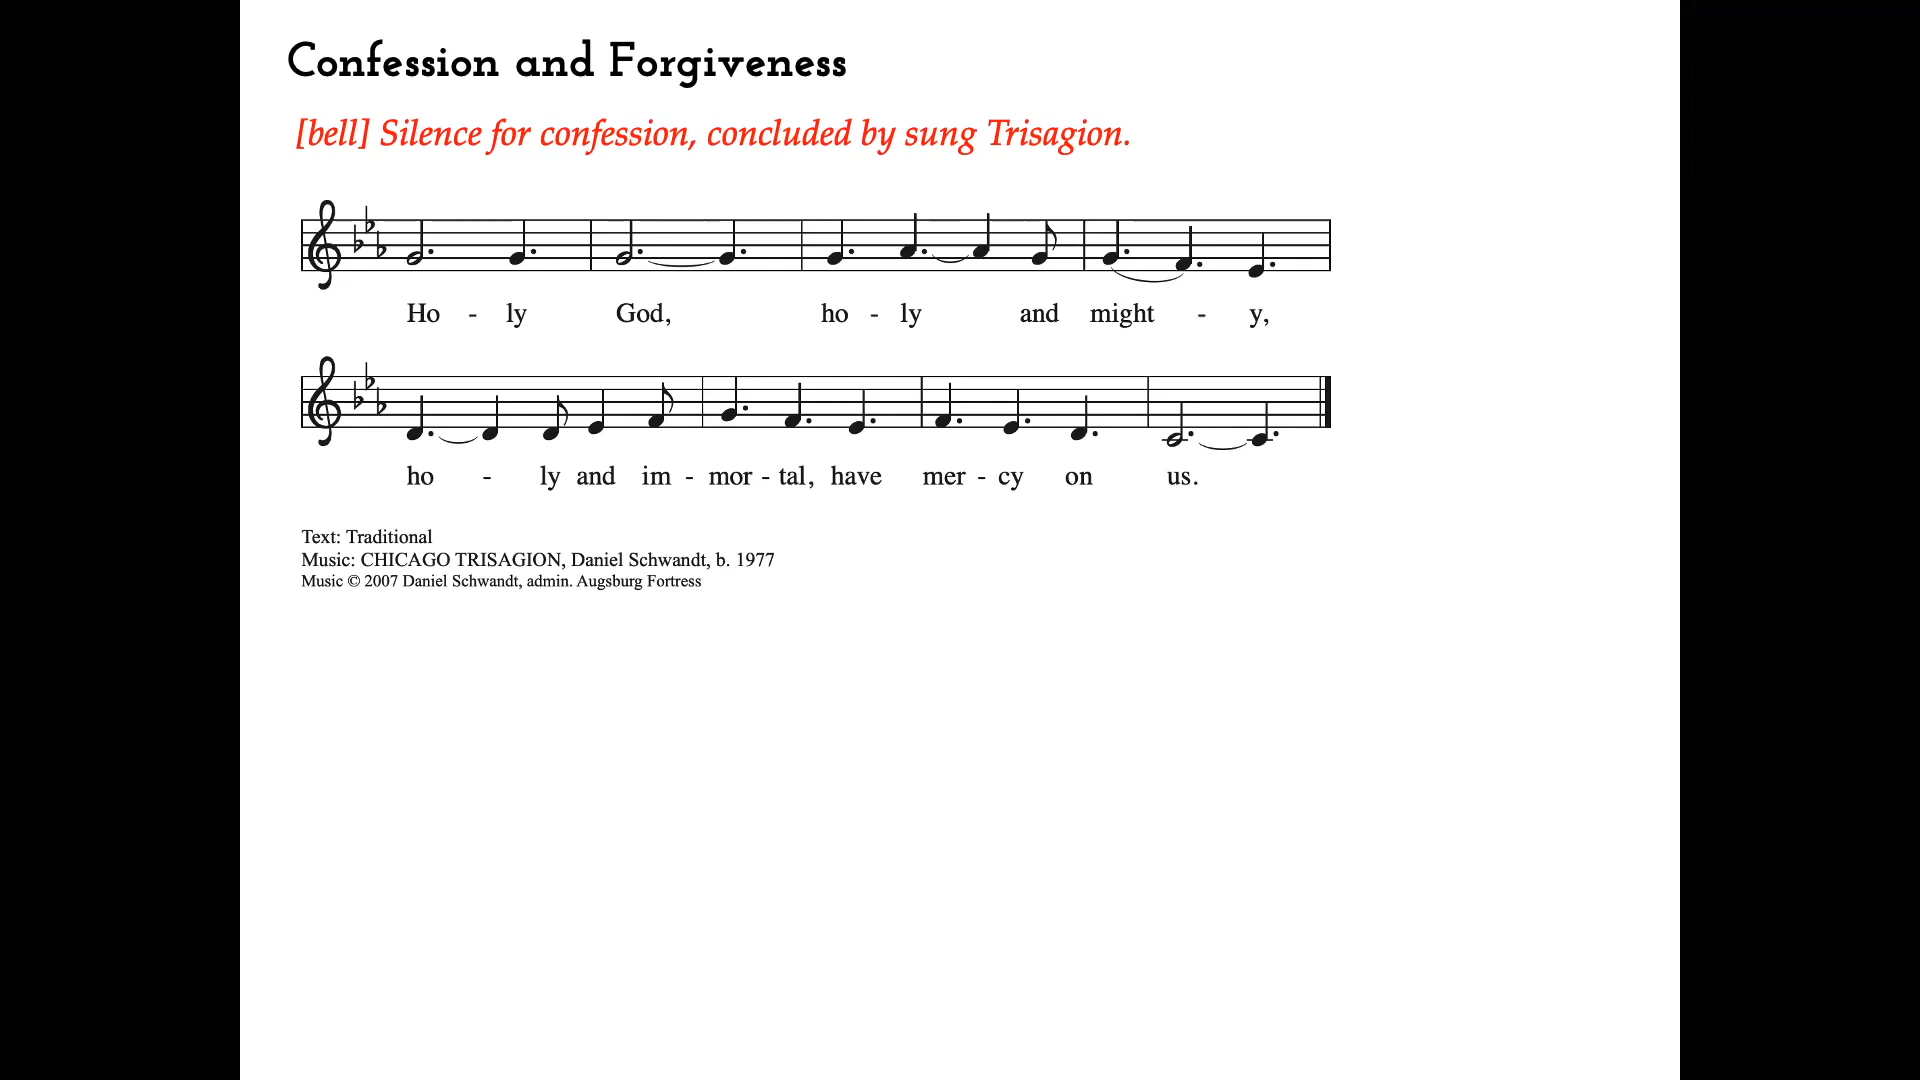 Confession and Forgiveness
[bell] Silence for confession, concluded by sung Trisagion.
Ho - ly God, ho - ly and might - y,
ho - ly and im - mor - tal, have mer - cy on us.
Text: Traditional
Music: CHICAGO TRISAGION, Daniel Schwandt, b. 1977
Music © 2007 Daniel Schwandt, admin. Augsburg Fortress